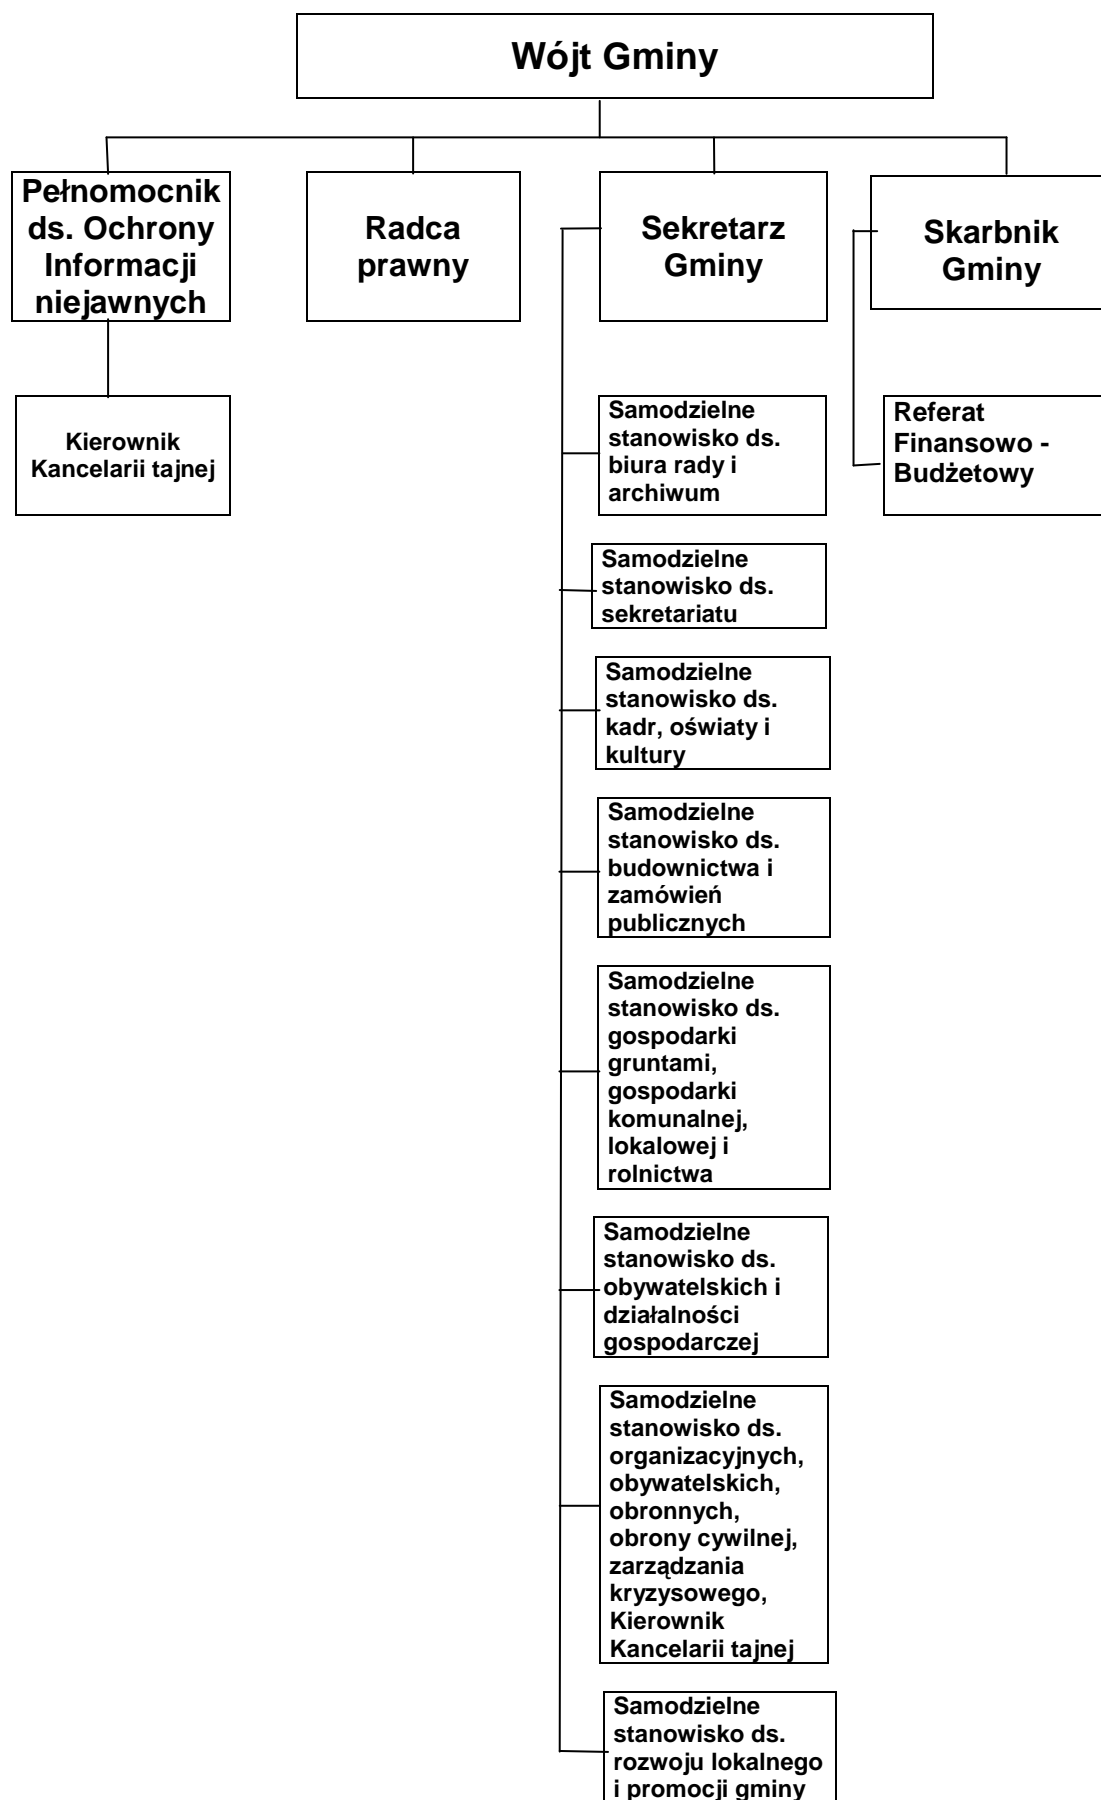 Wójt Gminy
Pełnomocnik
ds. Ochrony
Informacji
niejawnych
Radca
prawny
Sekretarz
Gminy
Skarbnik
Gminy
Kierownik
Kancelarii tajnej
Samodzielne
stanowisko ds.
biura rady i
archiwum
Referat
Finansowo -
Budżetowy
Samodzielne
stanowisko ds.
sekretariatu
Samodzielne
stanowisko ds.
kadr, oświaty i
kultury
Samodzielne
stanowisko ds.
budownictwa i
zamówień
publicznych
Samodzielne
stanowisko ds.
gospodarki
gruntami,
gospodarki
komunalnej,
lokalowej i
rolnictwa
Samodzielne
stanowisko ds.
obywatelskich i
działalności
gospodarczej
Samodzielne
stanowisko ds.
organizacyjnych,
obywatelskich,
obronnych,
obrony cywilnej,
zarządzania
kryzysowego,
Kierownik
Kancelarii tajnej
Samodzielne
stanowisko ds.
rozwoju lokalnego
i promocji gminy